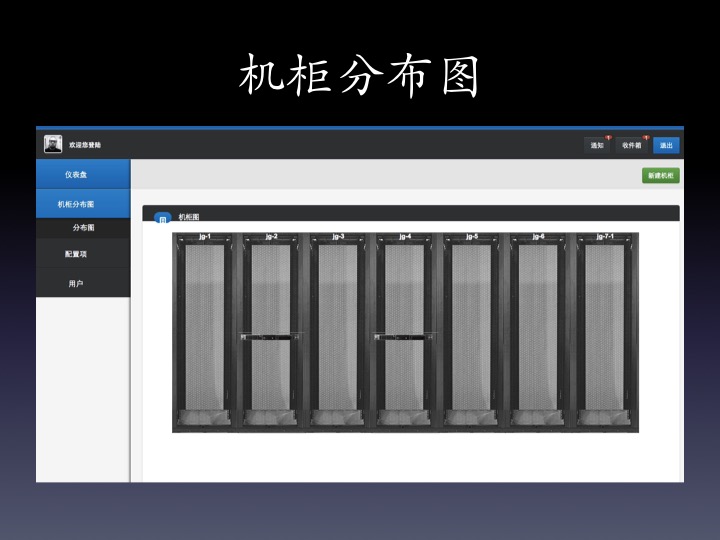 机柜分布图
欢迎您登陆
通知 1 收件箱 1 退出
仪表盘
新建机柜
机柜分布图
分布图
机柜图
配置项
用户
jg-1 jg-2 jg-3 jg-4 jg-5 jg-6 jg-7-1